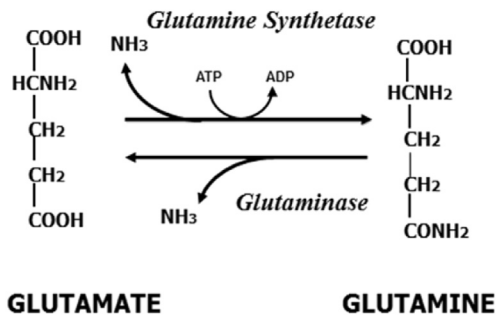 Glutamine Synthetase
COOH
NH3
COOH
ATP
ADP
HCNH2
HCNH2
CH2
CH2
CH2
CH2
NH3
Glutaminase
COOH
CONH2
GLUTAMATE
GLUTAMINE